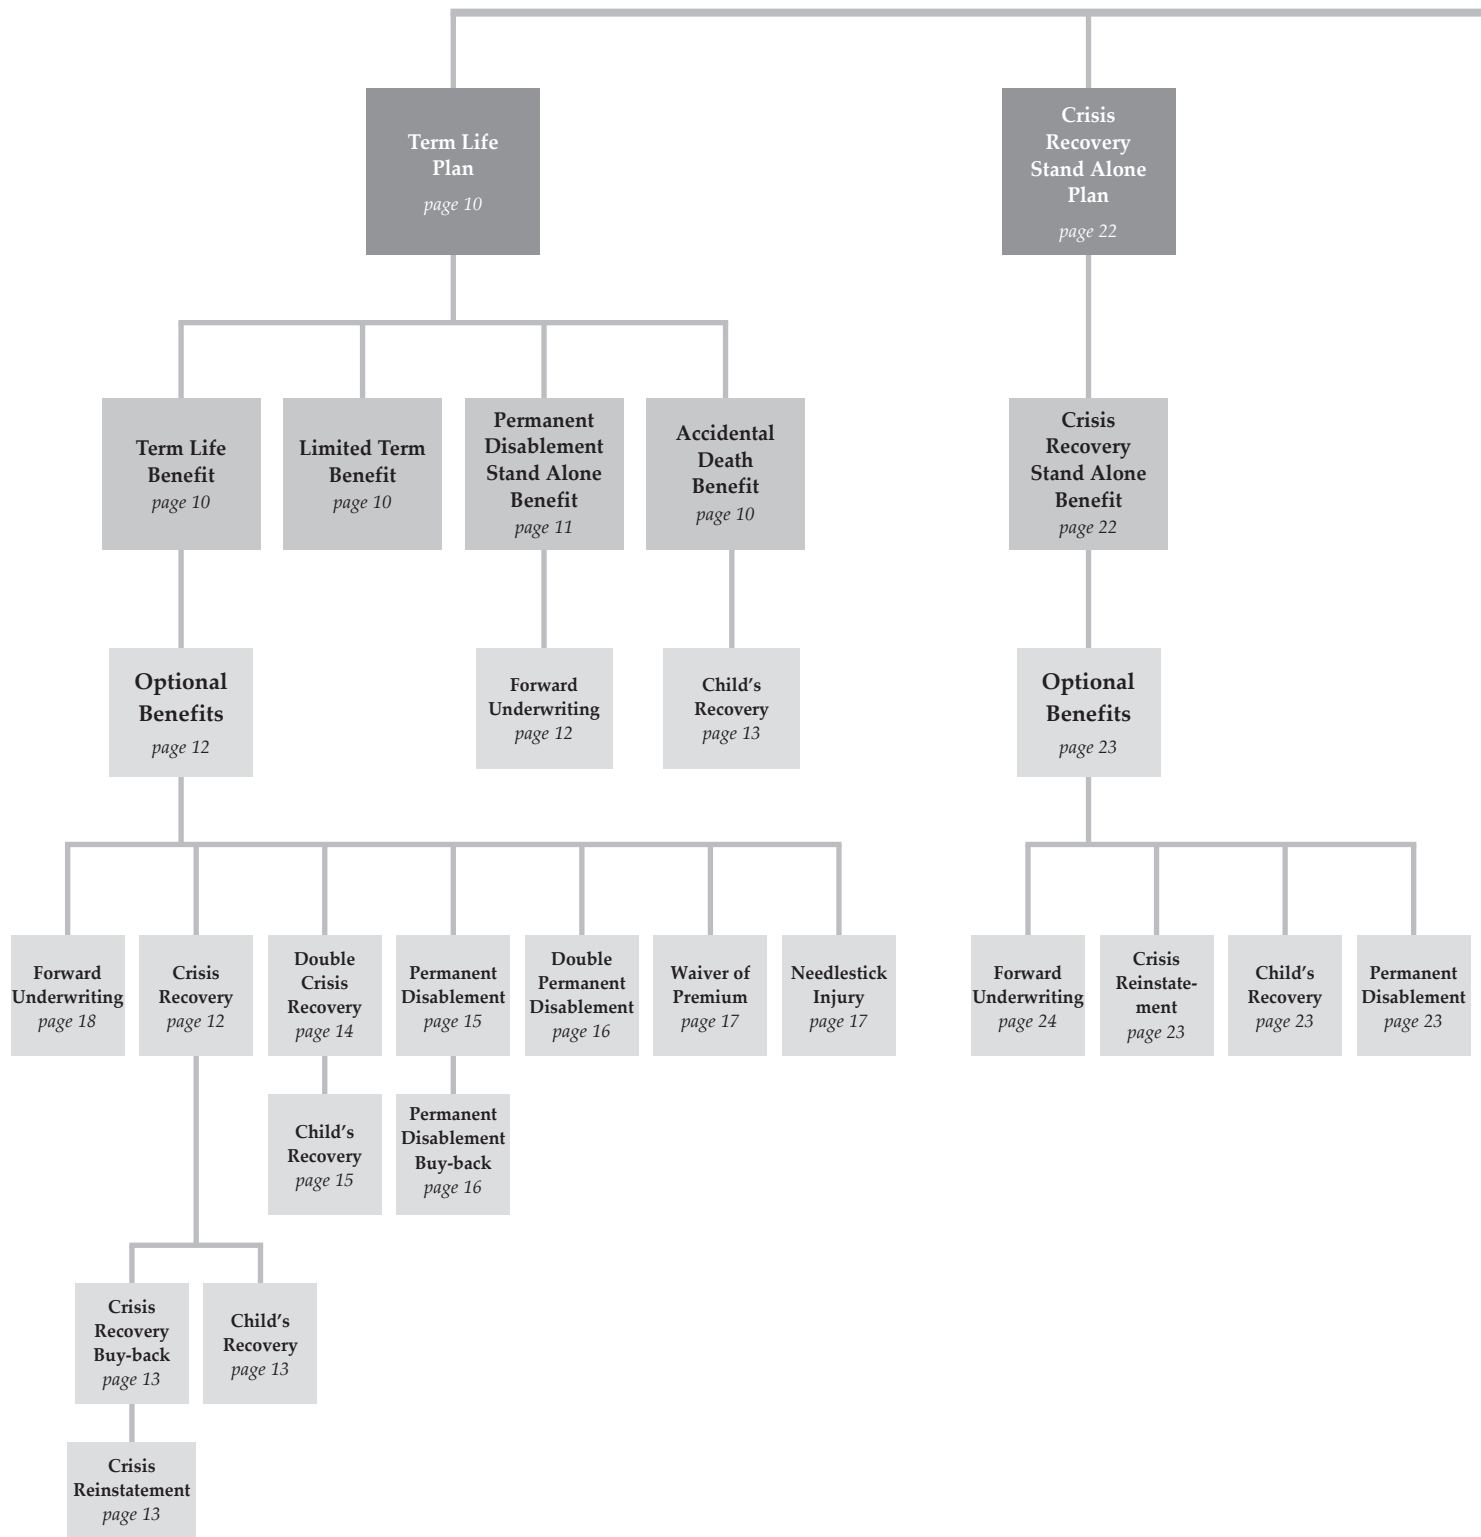 Term Life
Plan
page 10
Crisis
Recovery
Stand Alone
Plan
page 22
Term Life
Benefit
page 10
Limited Term
Benefit
page 10
Permanent
Disablement
Stand Alone
Benefit
page 11
Accidental
Death
Benefit
page 10
Crisis
Recovery
Stand Alone
Benefit
page 22
Optional
Benefits
page 12
Forward
Underwriting
page 12
Child's
Recovery
page 13
Optional
Benefits
page 23
Forward
Underwriting
page 18
Crisis
Recovery
page 12
Double
Crisis
Recovery
page 14
Permanent
Disablement
page 15
Double
Permanent
Disablement
page 16
Waiver of
Premium
page 17
Needlestick
Injury
page 17
Forward
Underwriting
page 24
Crisis
Reinstate-
ment
page 23
Child's
Recovery
page 23
Permanent
Disablement
page 23
Child's
Recovery
page 15
Permanent
Disablement
Buy-back
page 16
Crisis
Recovery
Buy-back
page 13
Child's
Recovery
page 13
Crisis
Reinstatement
page 13